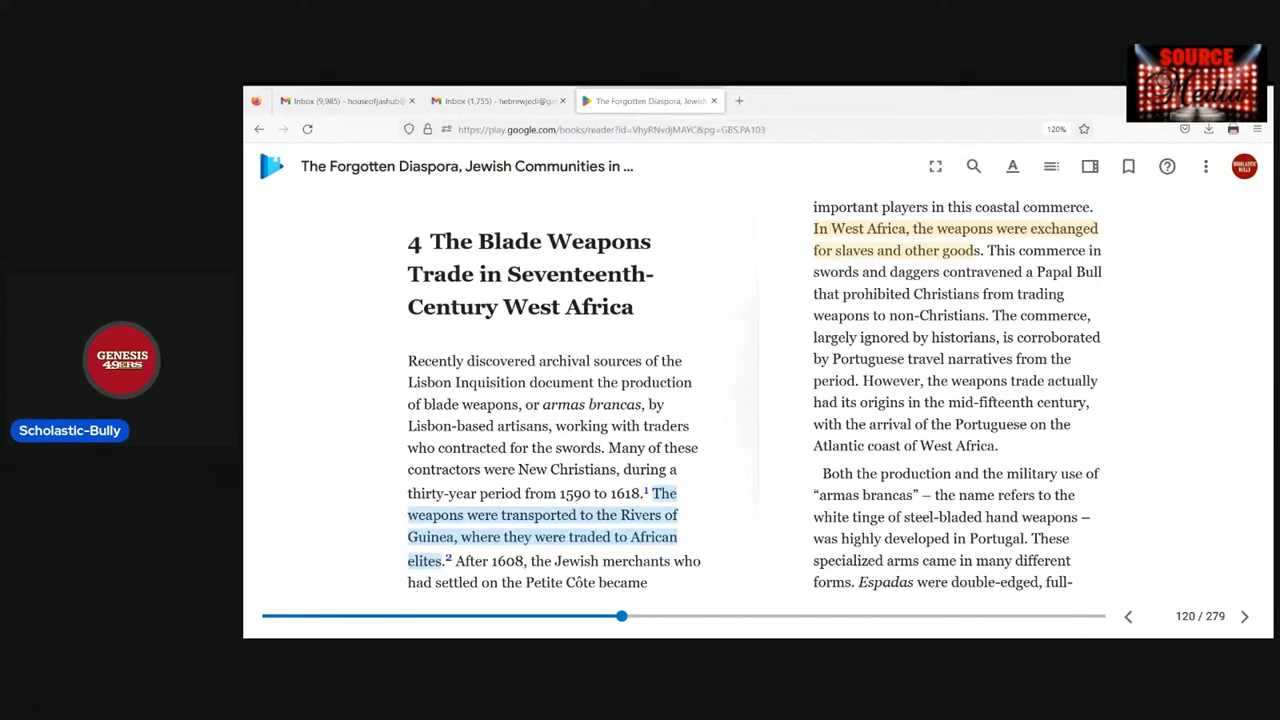 SOURCE
Media
Inbox (9,985) - houseofjashub@
Inbox (1,755) - hebrewjedi@gm
The Forgotten Diaspora, Jewish
https://play.google.com/books/reader?id=VhyRNvdjMAYC&pg=GBS.PA103
120%
The Forgotten Diaspora, Jewish Communities in ...
SCHOLASTIC
BULLY
4 The Blade Weapons
Trade in Seventeenth-
Century West Africa
Recently discovered archival sources of the
Lisbon Inquisition document the production
of blade weapons, or armas brancas, by
Lisbon-based artisans, working with traders
who contracted for the swords. Many of these
contractors were New Christians, during a
thirty-year period from 1590 to 1618.1 The
weapons were transported to the Rivers of
Guinea, where they were traded to African
elites.2 After 1608, the Jewish merchants who
had settled on the Petite Côte became
important players in this coastal commerce.
In West Africa, the weapons were exchanged
for slaves and other goods. This commerce in
swords and daggers contravened a Papal Bull
that prohibited Christians from trading
weapons to non-Christians. The commerce,
largely ignored by historians, is corroborated
by Portuguese travel narratives from the
period. However, the weapons trade actually
had its origins in the mid-fifteenth century,
with the arrival of the Portuguese on the
Atlantic coast of West Africa.
Both the production and the military use of
“armas brancas” – the name refers to the
white tinge of steel-bladed hand weapons –
was highly developed in Portugal. These
specialized arms came in many different
forms. Espadas were double-edged, full-
120 / 279
GENESIS
49ERS
Scholastic-Bully